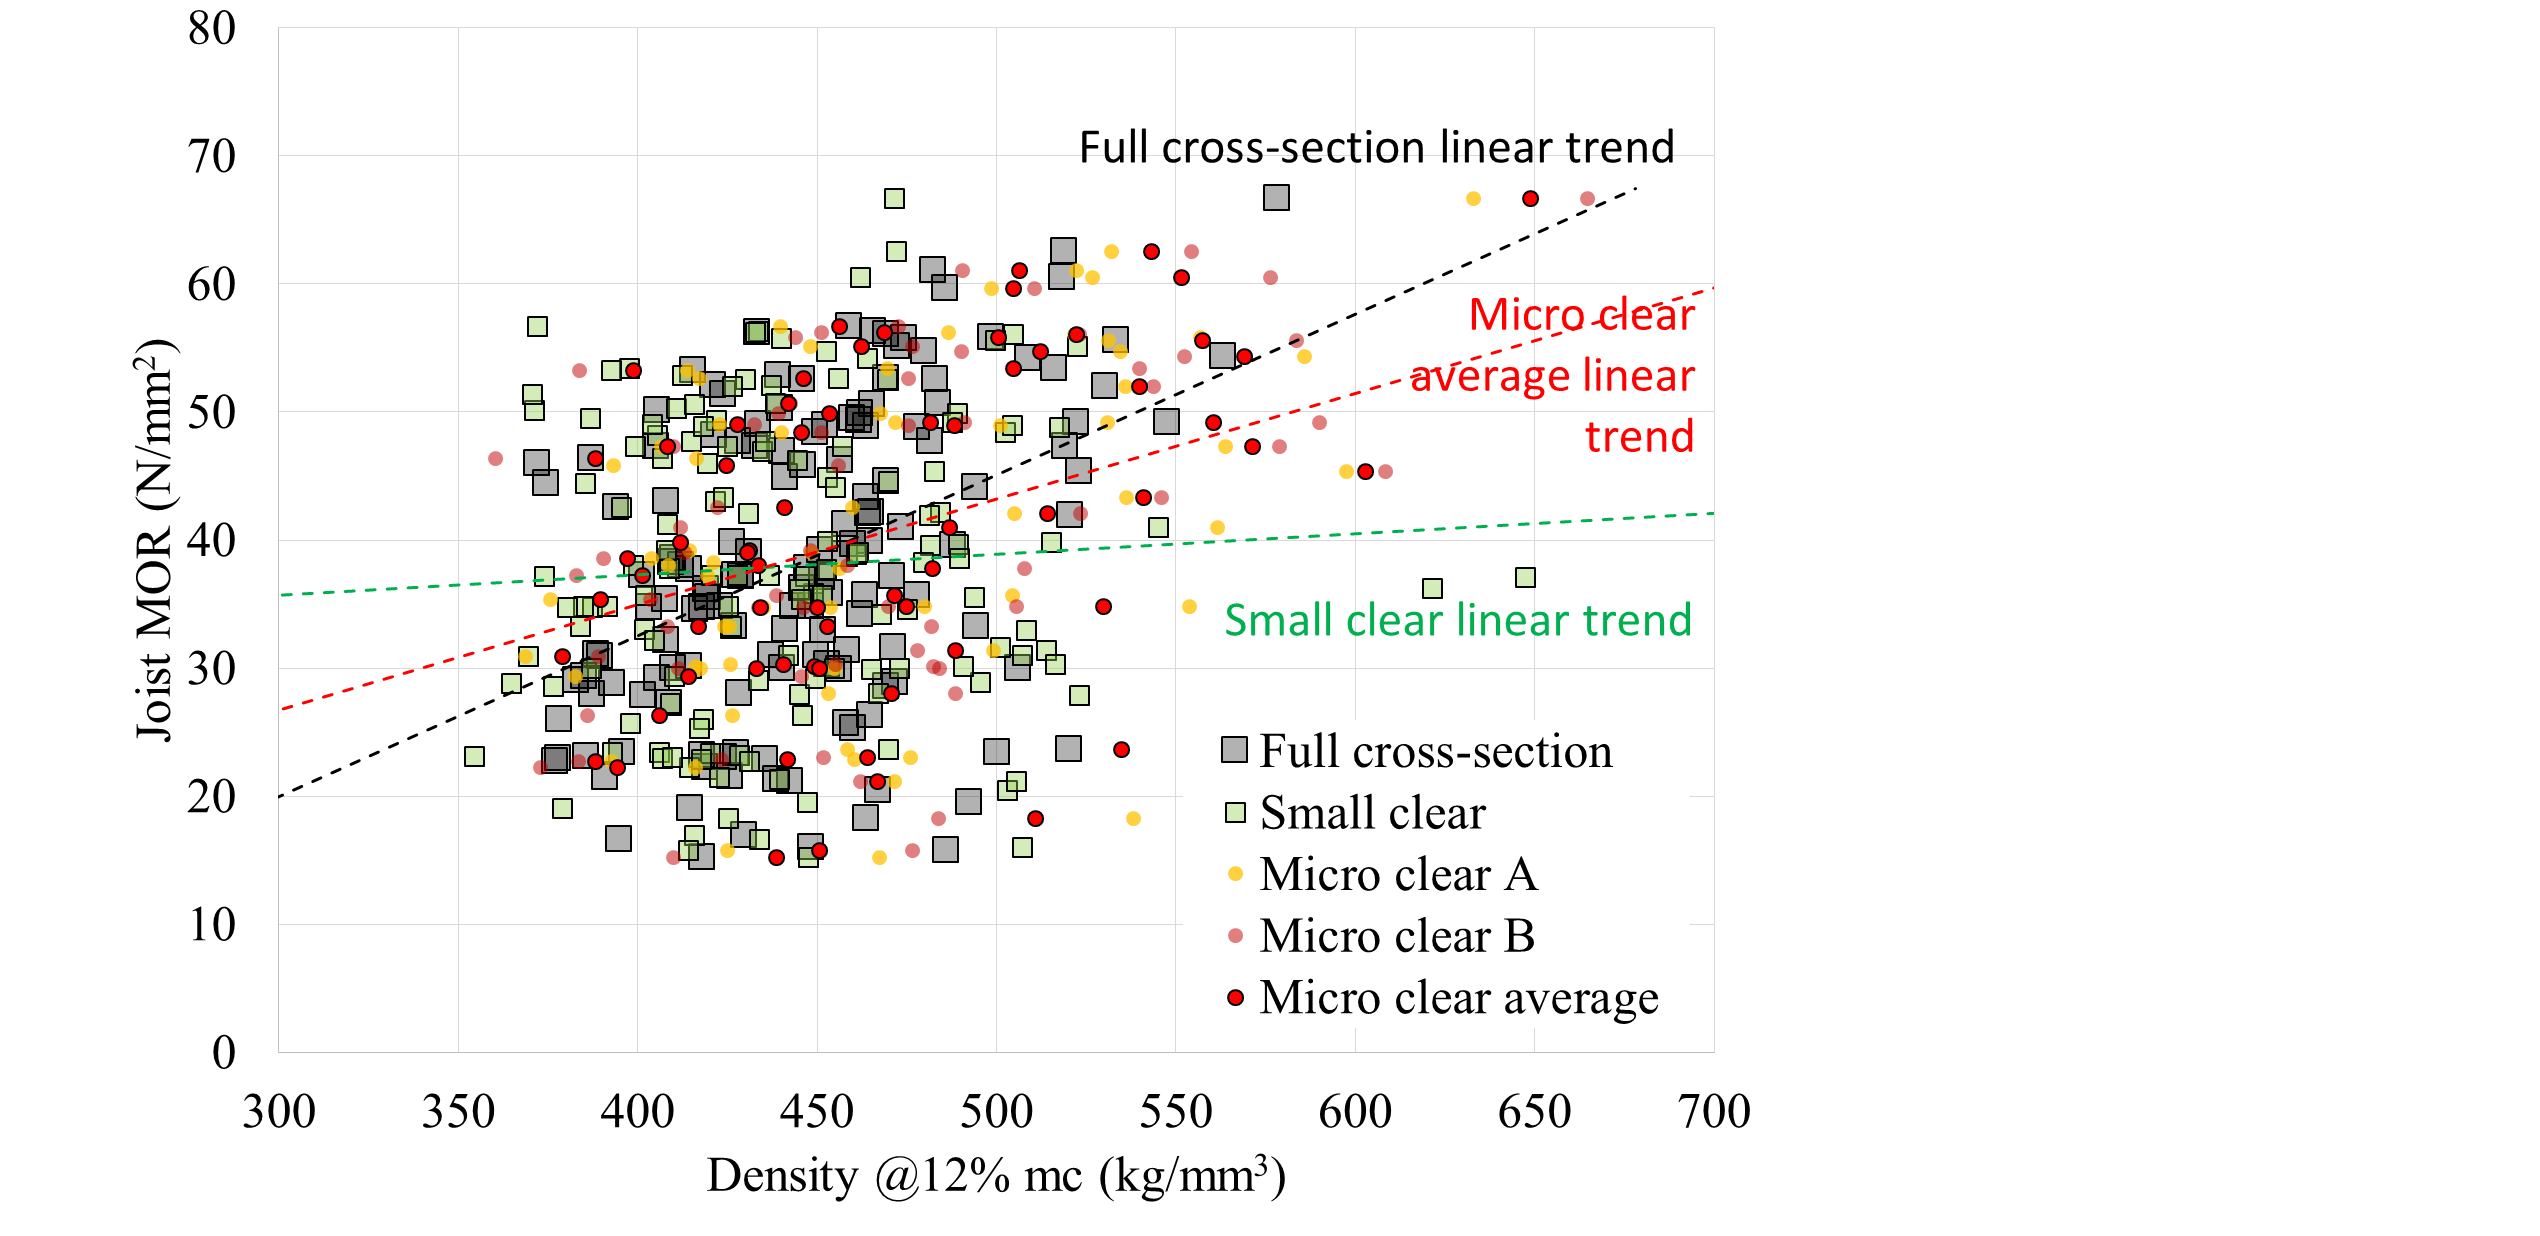 80
70
60
50
40
30
20
10
0
Joist MOR (N/mm²)
Full cross-section linear trend
Micro clear
average linear
trend
Small clear linear trend
Full cross-section
Small clear
Micro clear A
Micro clear B
Micro clear average
300 350 400 450 500 550 600 650 700
Density @12% mc (kg/mm³)